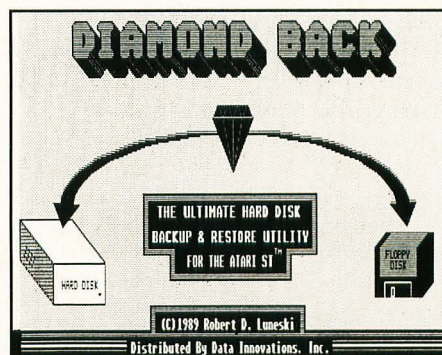 DIAMOND BACK
THE ULTIMATE HARD DISK
BACKUP & RESTORE UTILITY
FOR THE ATARI ST™
HARD DISK
FLOPPY
DISK
(C)1989 Robert D. Luneski
Distributed By Data Innovations. Inc.